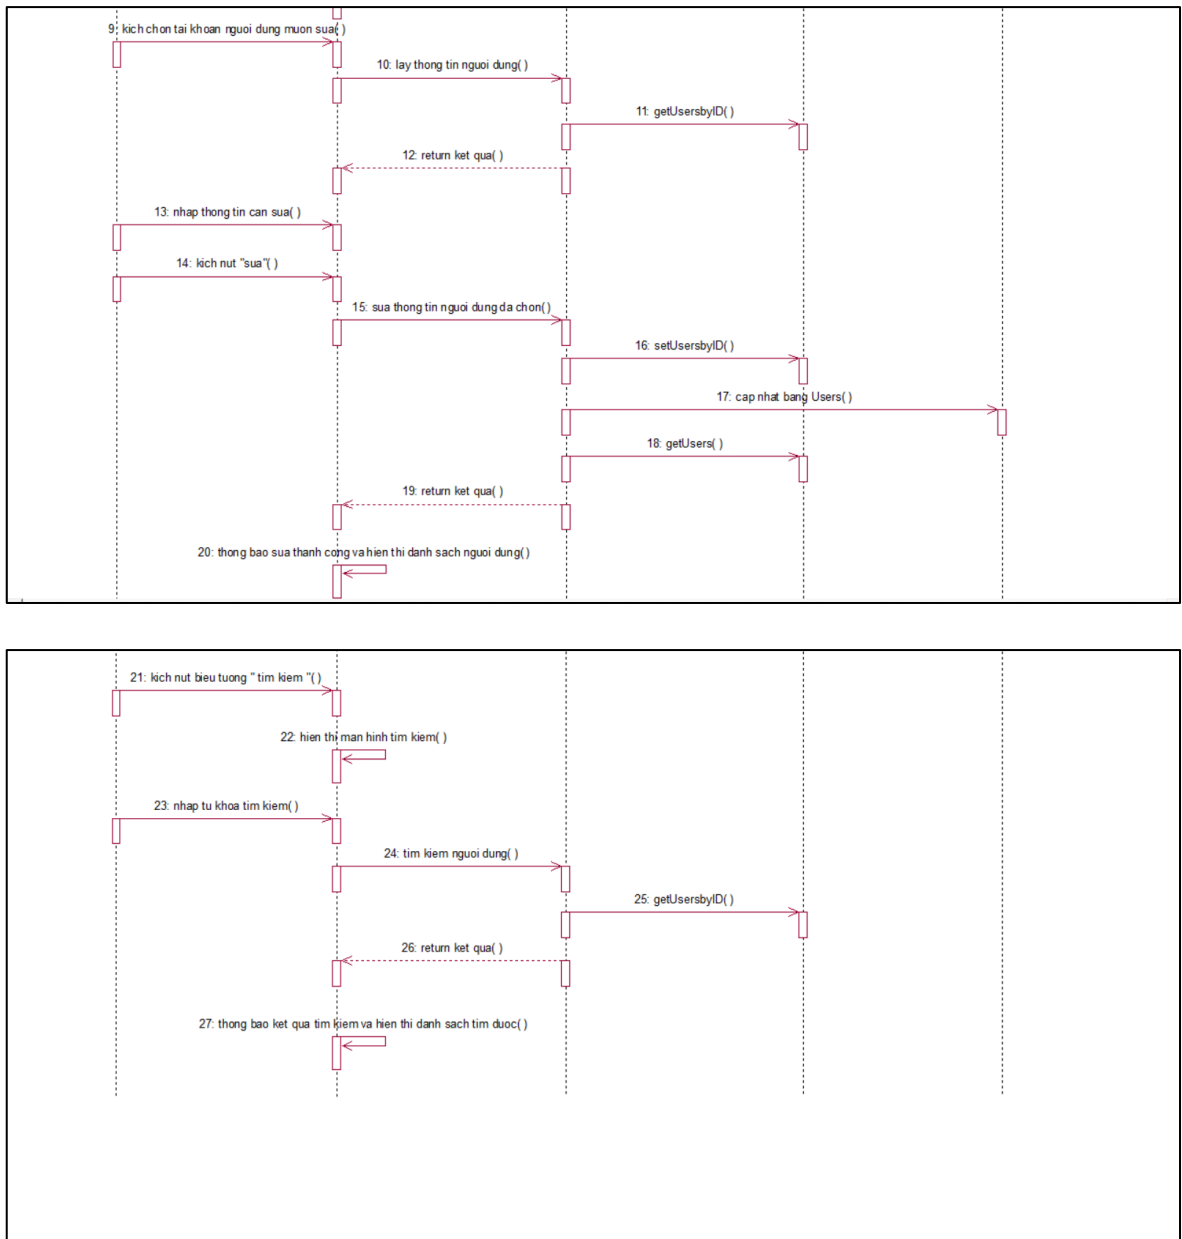 9: kich chon tai khoan nguoi dung muon sua( )
10: lay thong tin nguoi dung( )
11: getUsersbyID( )
12: return ket qua( )
13: nhap thong tin can sua( )
14: kich nut "sua"( )
15: sua thong tin nguoi dung da chon( )
16: setUsersbyID( )
17: cap nhat bang Users( )
18: getUsers( )
19: return ket qua( )
20: thong bao sua thanh cong va hien thi danh sach nguoi dung( )
21: kich nut bieu tuong " tim kiem "( )
22: hien thi man hinh tim kiem( )
23: nhap tu khoa tim kiem( )
24: tim kiem nguoi dung( )
25: getUsersbyID( )
26: return ket qua( )
27: thong bao ket qua tim kiem va hien thi danh sach tim duoc( )